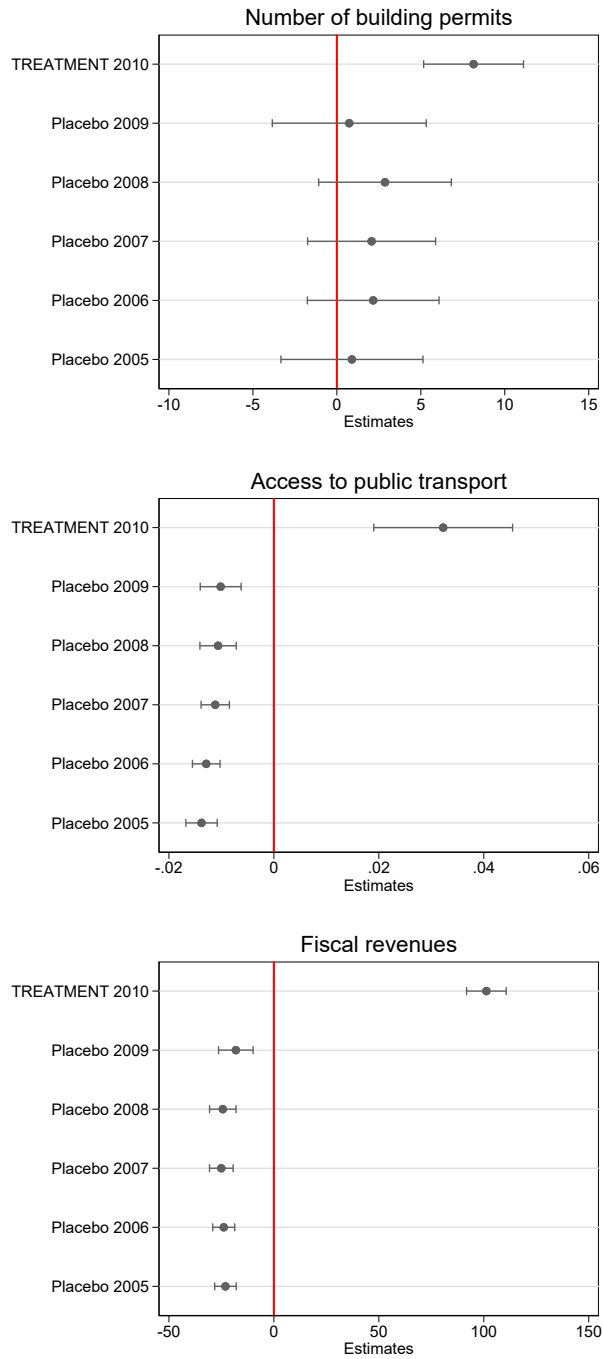 Number of building permits
TREATMENT 2010
Placebo 2009
Placebo 2008
Placebo 2007
Placebo 2006
Placebo 2005
-10 -5 0 5 10 15
Estimates
Access to public transport
TREATMENT 2010
Placebo 2009
Placebo 2008
Placebo 2007
Placebo 2006
Placebo 2005
-.02 0 .02 .04 .06
Estimates
Fiscal revenues
TREATMENT 2010
Placebo 2009
Placebo 2008
Placebo 2007
Placebo 2006
Placebo 2005
-50 0 50 100 150
Estimates